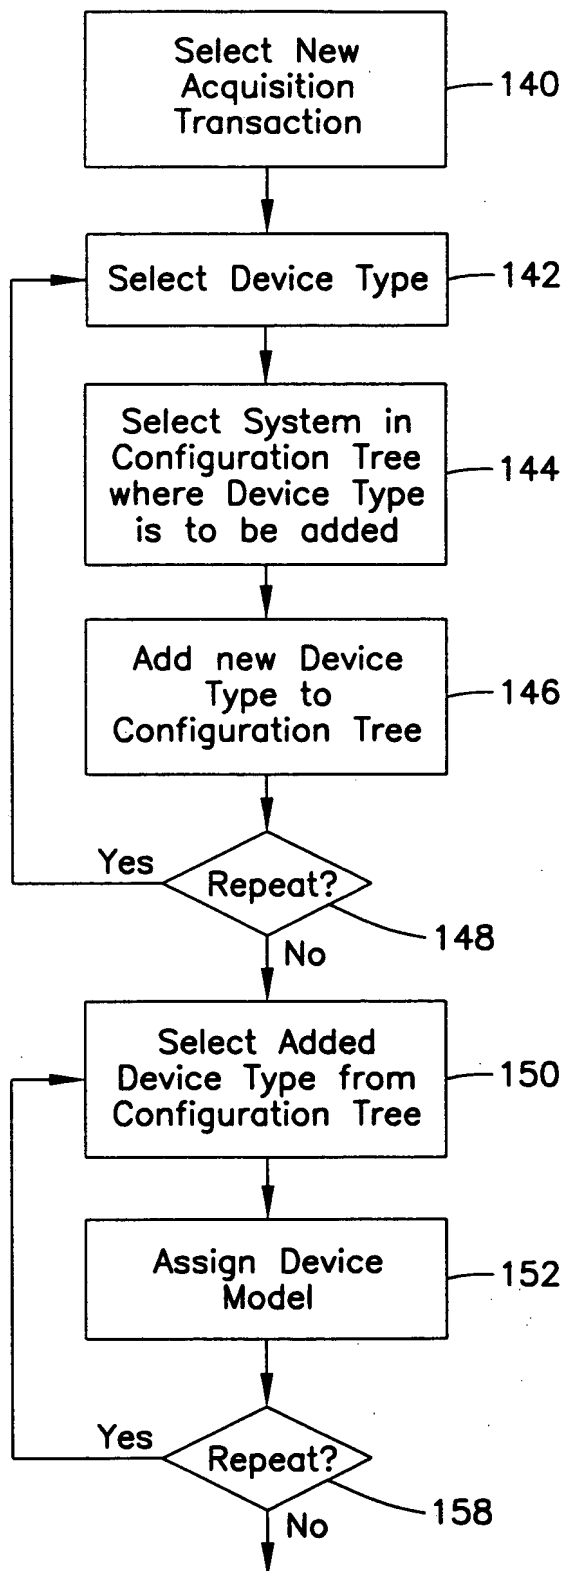 Select New
Acquisition
Transaction
140
Select Device Type
142
Select System in
Configuration Tree
where Device Type
is to be added
144
Add new Device
Type to
Configuration Tree
146
Yes
Repeat?
148
No
Select Added
Device Type from
Configuration Tree
150
Assign Device
Model
152
Yes
Repeat?
158
No